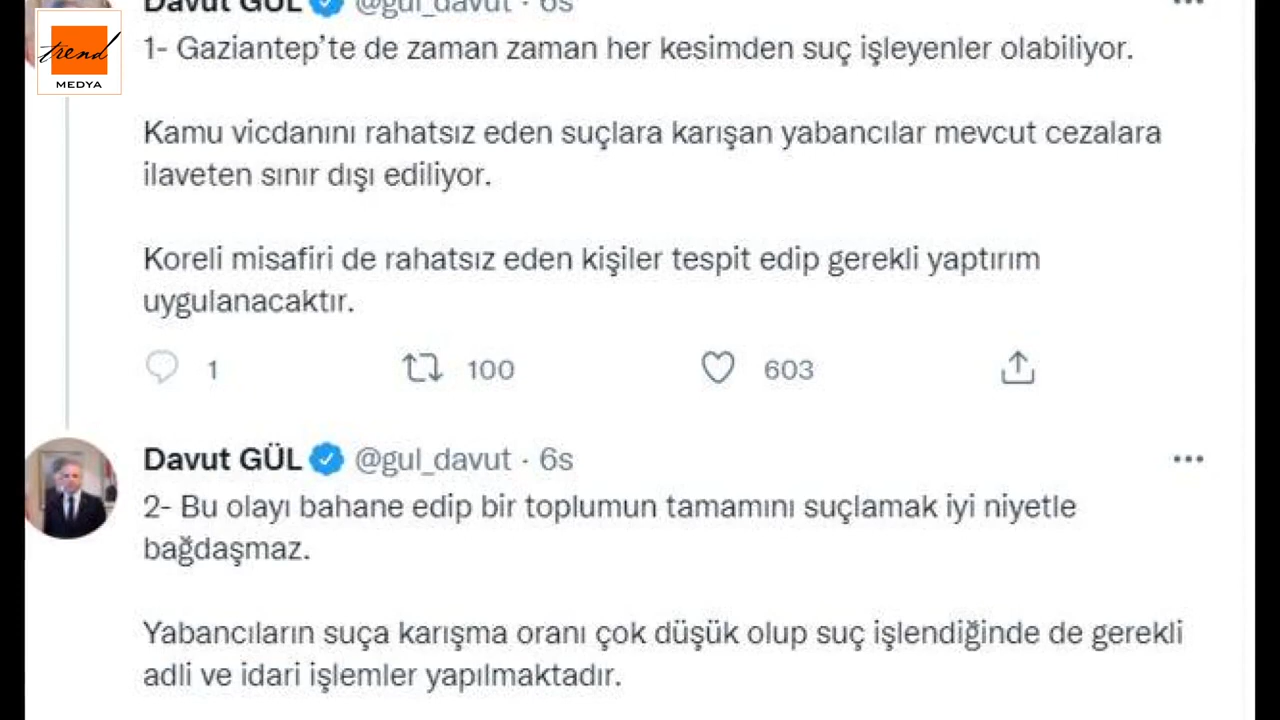 Davut GÜL @gul_davut · 6s
trend
MEDYA
1- Gaziantep’te de zaman zaman her kesimden suç işleyenler olabiliyor.
Kamu vicdanını rahatsız eden suçlara karışan yabancılar mevcut cezalara
ilaveten sınır dışı ediliyor.
Koreli misafiri de rahatsız eden kişiler tespit edip gerekli yaptırım
uygulanacaktır.
1 100 603
Davut GÜL @gul_davut · 6s
2- Bu olayı bahane edip bir toplumun tamamını suçlamak iyi niyetle
bağdaşmaz.
Yabancıların suça karışma oranı çok düşük olup suç işlendiğinde de gerekli
adli ve idari işlemler yapılmaktadır.